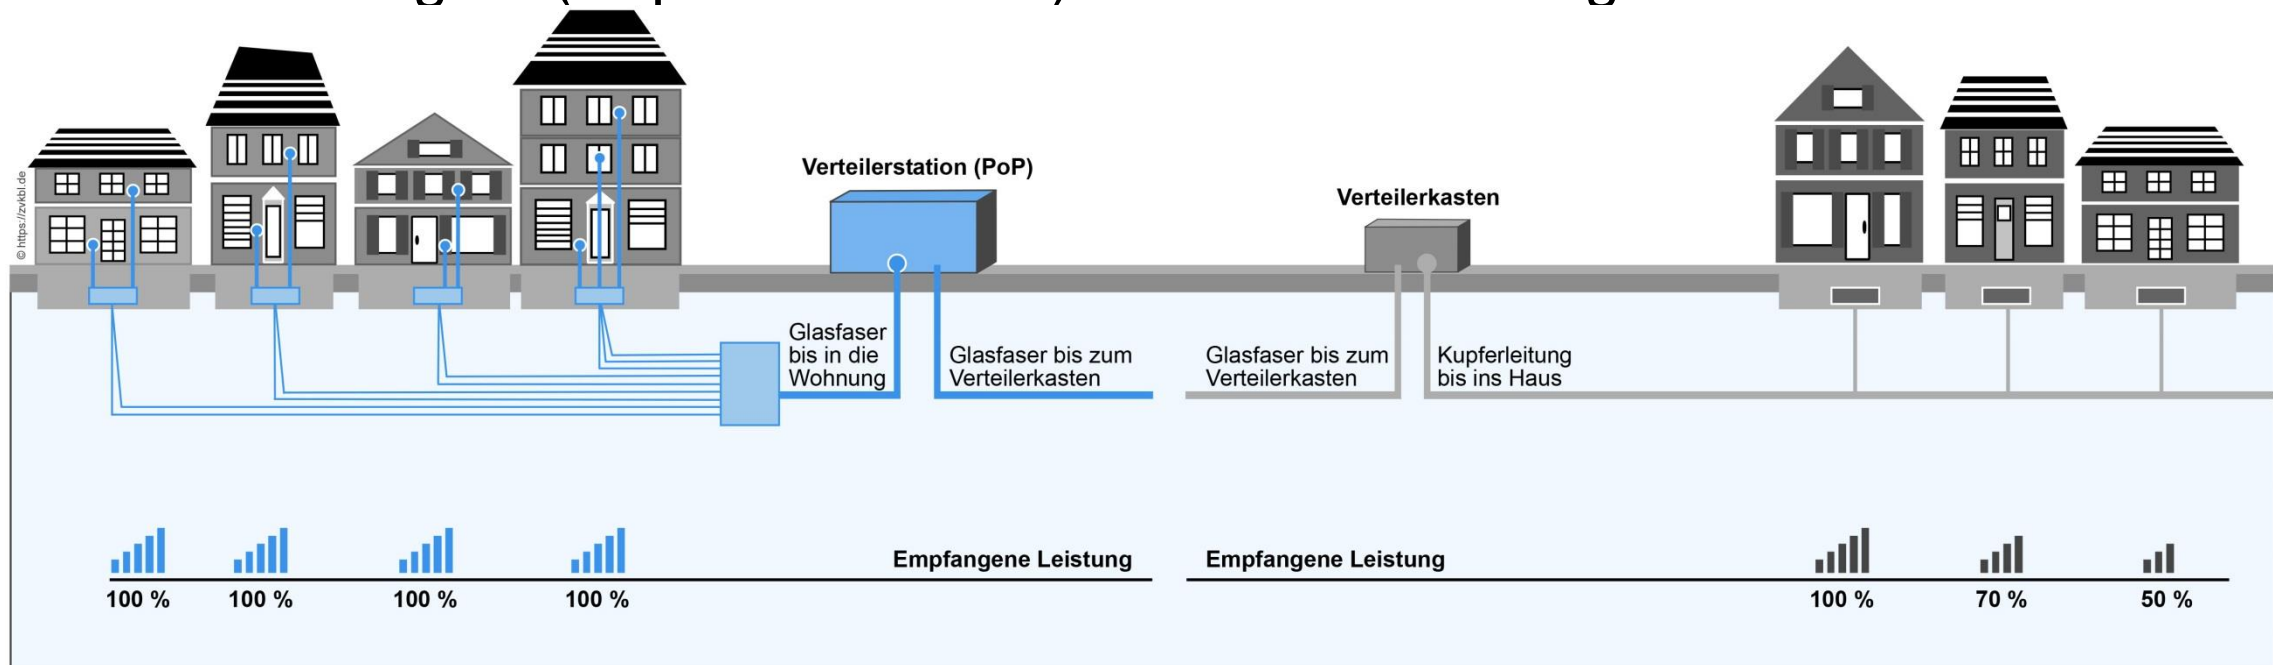 © https://zvkbl.de
Verteilerstation (PoP)
Verteilerkasten
Glasfaser
bis in die
Wohnung
Glasfaser bis zum
Verteilerkasten
Glasfaser bis zum
Verteilerkasten
Kupferleitung
bis ins Haus
Empfangene Leistung
Empfangene Leistung
100 %
100 %
100 %
100 %
100 %
70 %
50 %